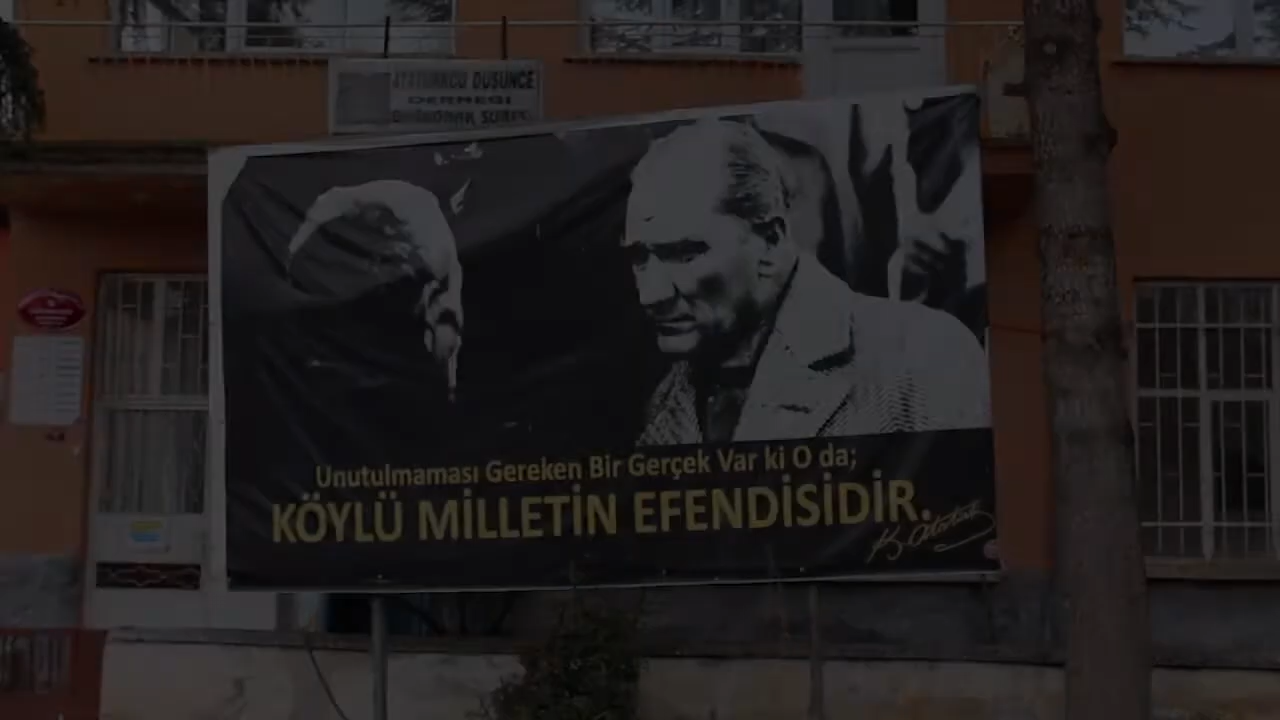 ATATÜRKÇÜ DÜŞÜNCE
DERNEĞİ
Unutulmaması Gereken Bir Gerçek Var ki O da;
KÖYLÜ MİLLETİN EFENDİSİDİR.
K. Atatürk